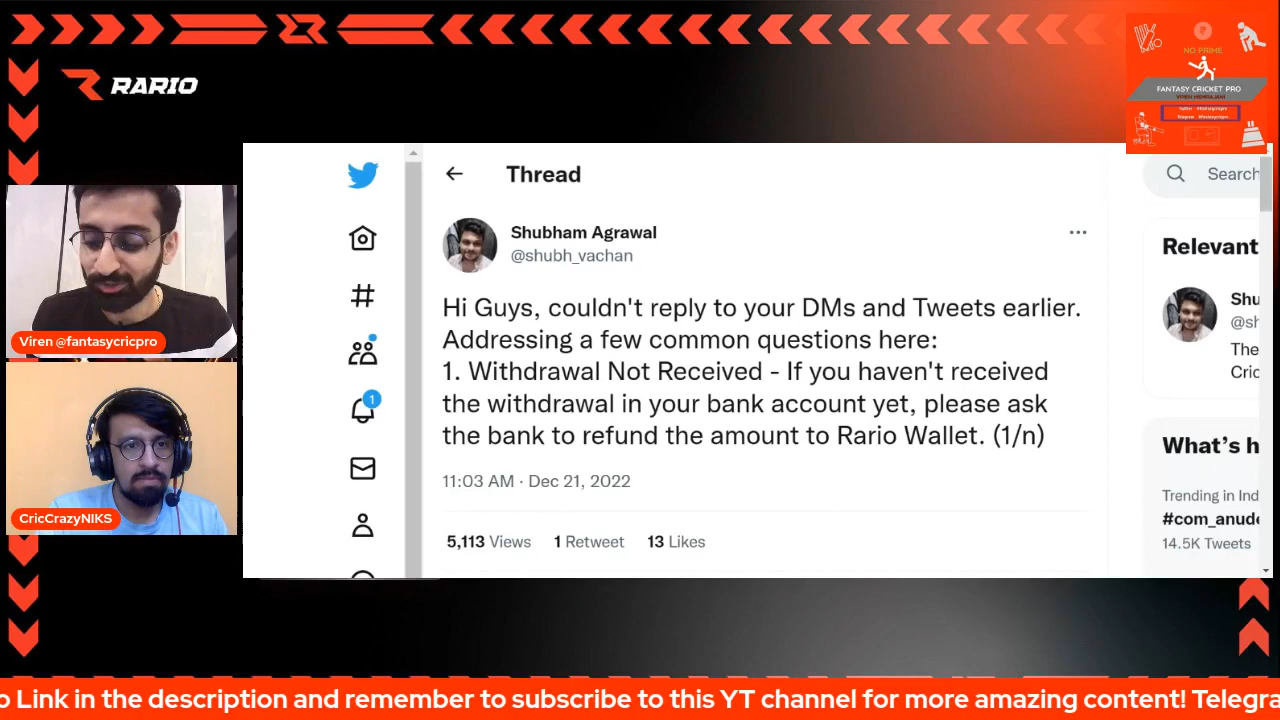 RARIO
NO PRIME
FANTASY CRICKET PRO
Thread
Search
Shubham Agrawal
@shubh_vachan
Hi Guys, couldn't reply to your DMs and Tweets earlier.
Addressing a few common questions here:
1. Withdrawal Not Received - If you haven't received
the withdrawal in your bank account yet, please ask
the bank to refund the amount to Rario Wallet. (1/n)
11:03 AM · Dec 21, 2022
5,113 Views 1 Retweet 13 Likes
Relevant
Shu
@sh
The
Cric
What's h
Trending in Ind
#com_anude
14.5K Tweets
1
Viren @fantasycricpro
CricCrazyNIKS
o Link in the description and remember to subscribe to this YT channel for more amazing content! Telegra